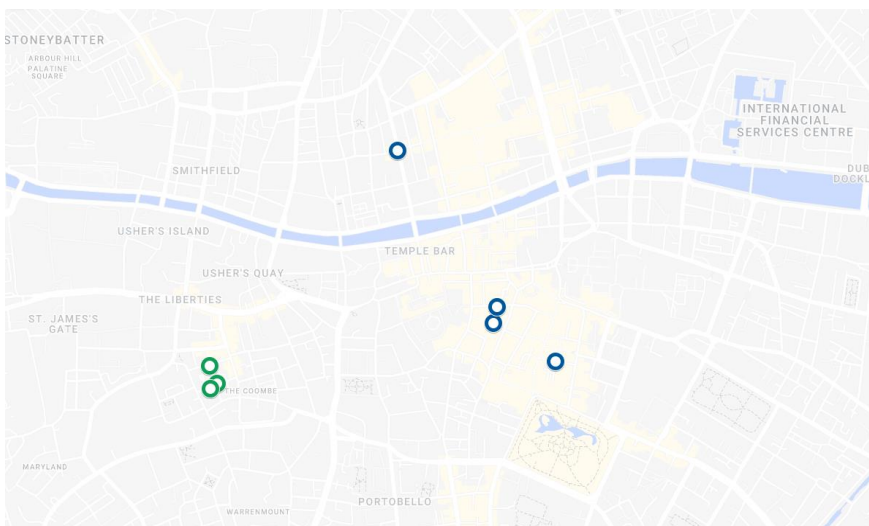 STONEYBATTER
ARBOUR HILL
PALATINE
SQUARE
INTERNATIONAL
FINANCIAL
SERVICES CENTRE
SMITHFIELD
DUB
DOCKL
USHER'S ISLAND
TEMPLE BAR
USHER'S QUAY
THE LIBERTIES
ST. JAMES'S
GATE
THE COOMBE
MARYLAND
PORTOBELLO
WARRENMOUNT